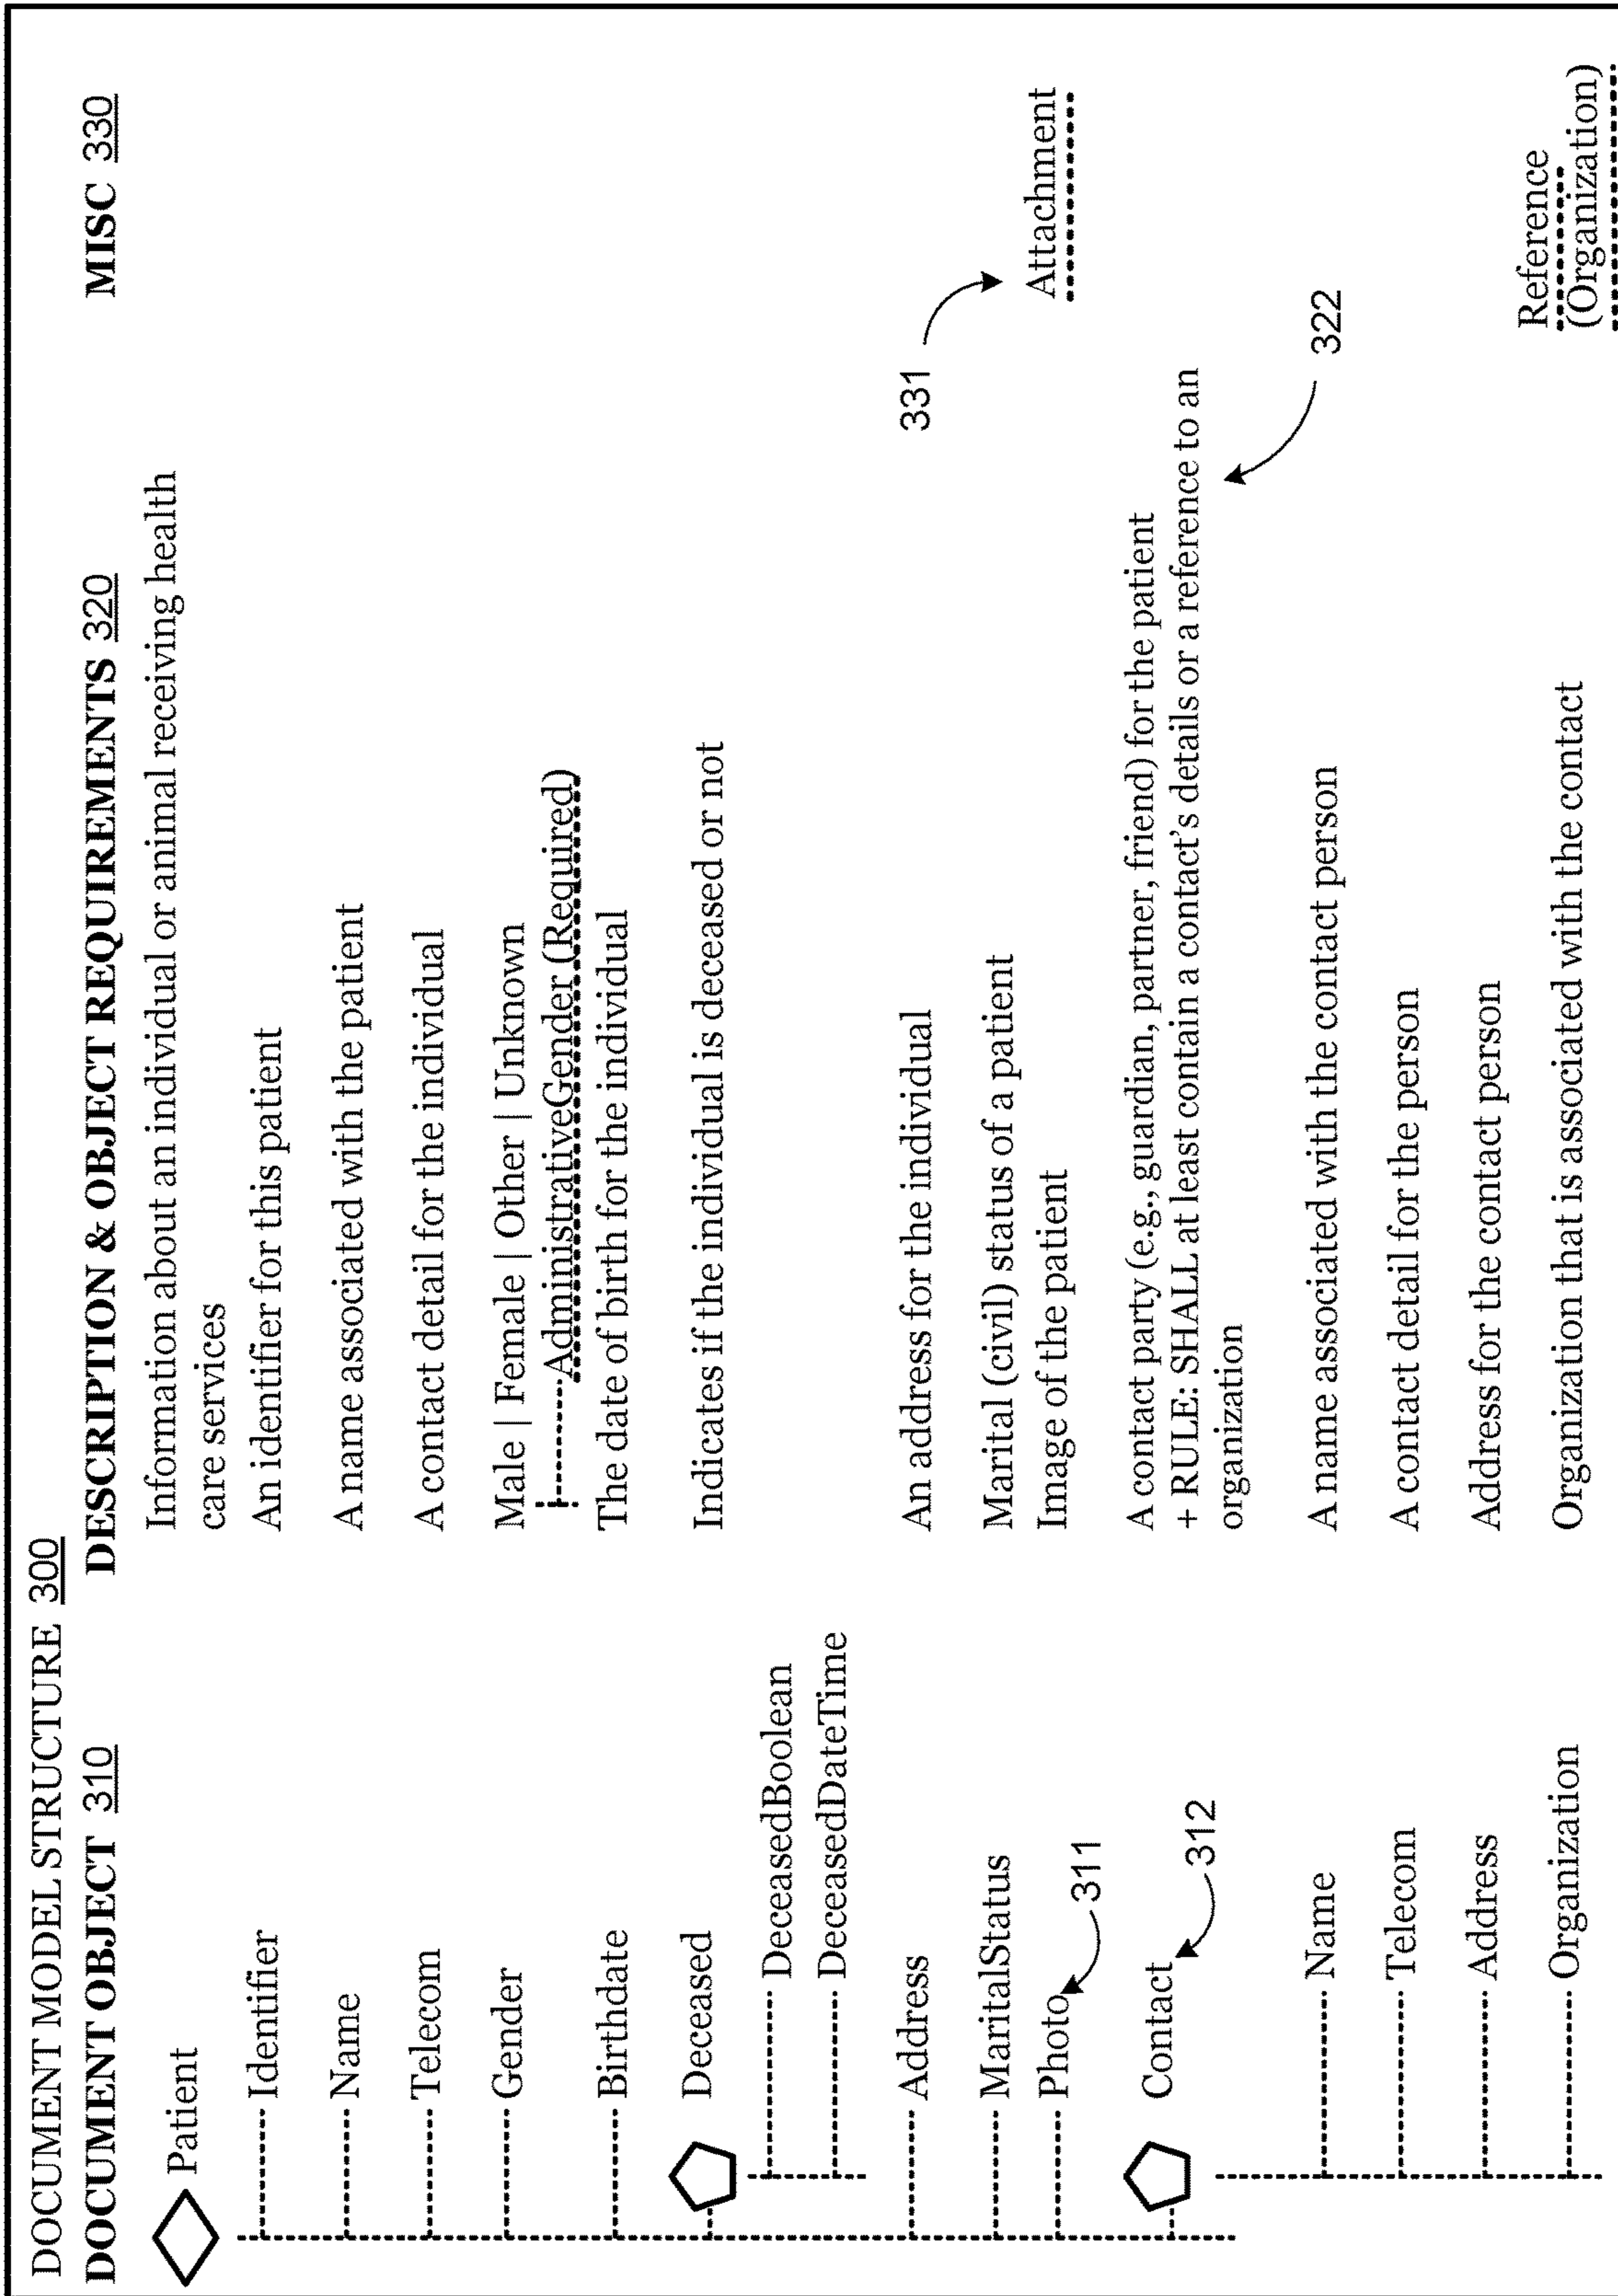 DOCUMENT MODEL STRUCTURE 300
DOCUMENT OBJECT 310
DESCRIPTION & OBJECT REQUIREMENTS 320
MISC 330
Patient
Information about an individual or animal receiving health
care services
Identifier
An identifier for this patient
Name
A name associated with the patient
Telecom
A contact detail for the individual
Gender
Male | Female | Other | Unknown
AdministrativeGender (Required)
Birthdate
The date of birth for the individual
Deceased
Indicates if the individual is deceased or not
DeceasedBoolean
DeceasedDateTime
Address
An address for the individual
331
MaritalStatus
Marital (civil) status of a patient
Photo
Image of the patient
Attachment
311
Contact
A contact party (e.g., guardian, partner, friend) for the patient
+ RULE: SHALL at least contain a contact's details or a reference to an
organization
312
322
Name
A name associated with the contact person
Telecom
A contact detail for the person
Address
Address for the contact person
Organization
Organization that is associated with the contact
Reference
(Organization)